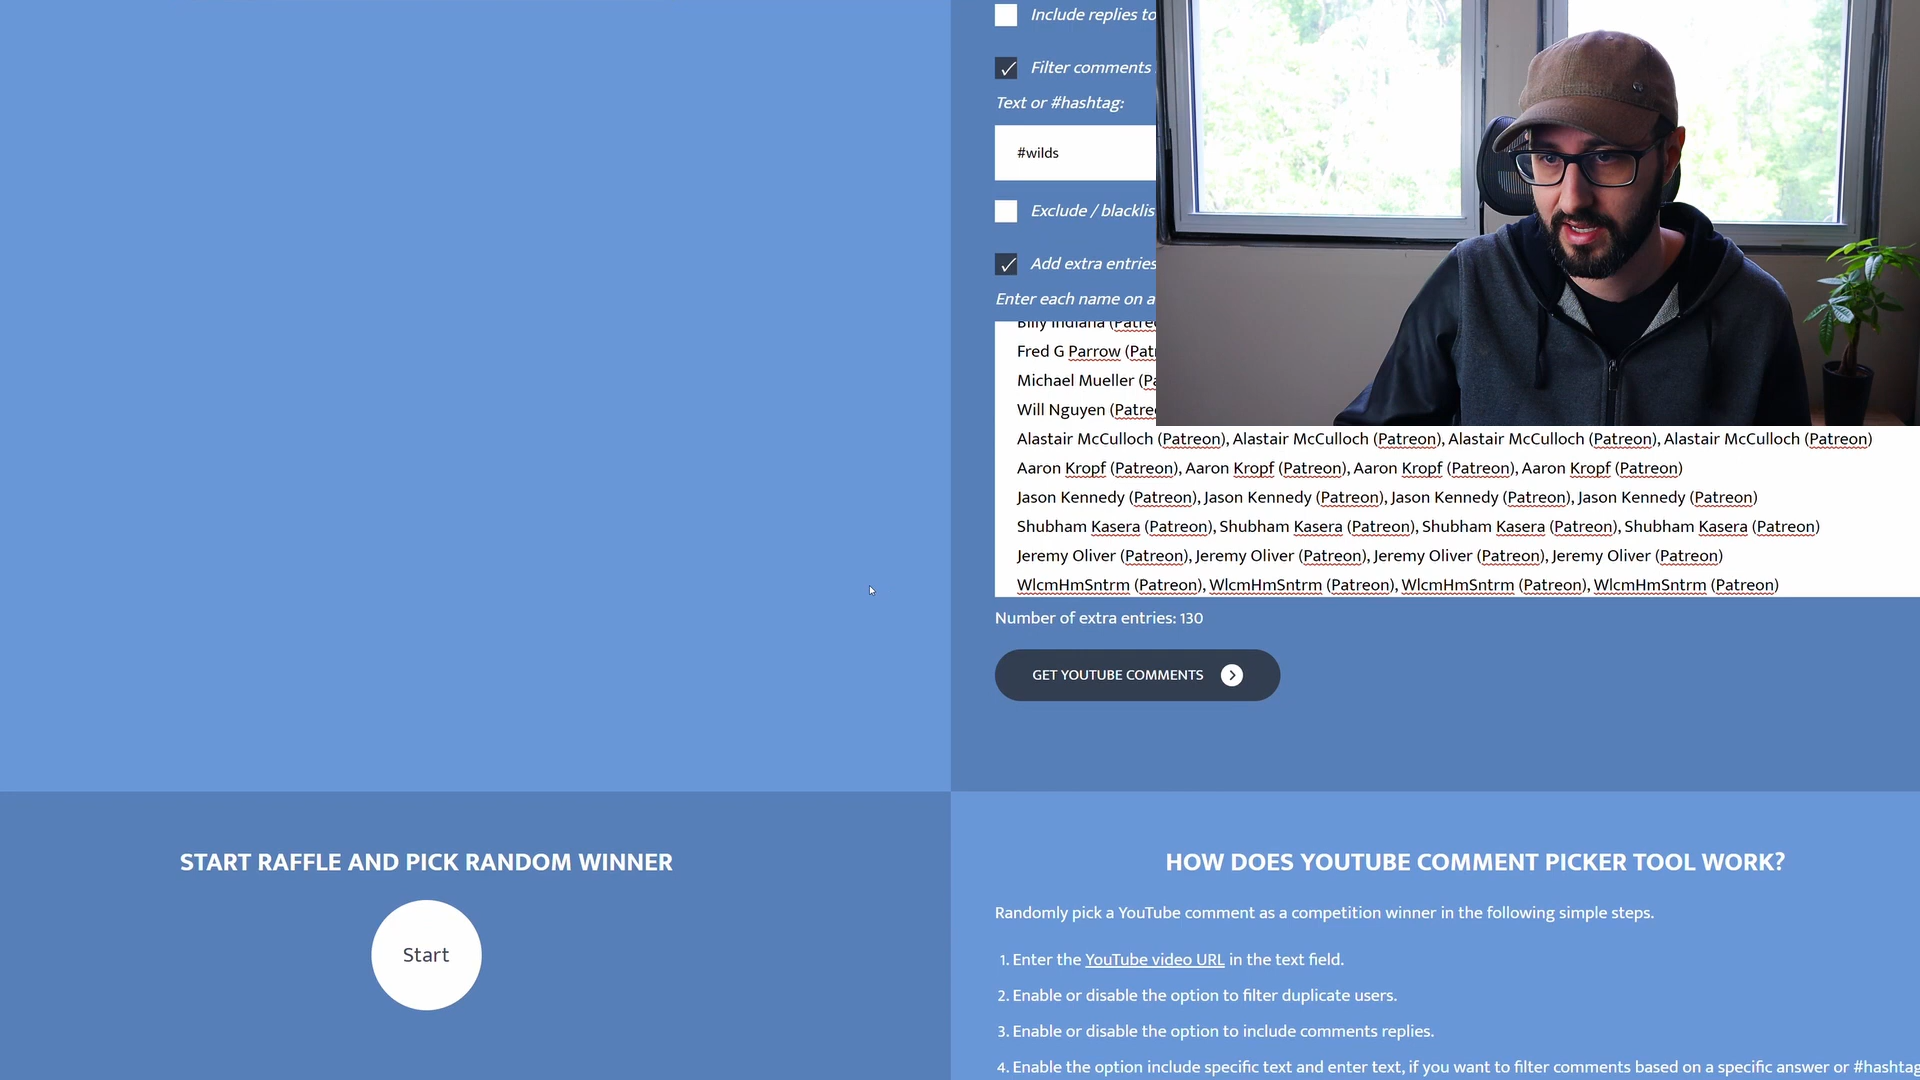 Include replies to
Filter comments
Text or #hashtag:
#wilds
Exclude / blacklis
Add extra entries
Enter each name on a
Billy Indiana (Patreo
Fred G Parrow (Patr
Michael Mueller (Pa
Will Nguyen (Patreo
Alastair McCulloch (Patreon), Alastair McCulloch (Patreon), Alastair McCulloch (Patreon), Alastair McCulloch (Patreon)
Aaron Kropf (Patreon), Aaron Kropf (Patreon), Aaron Kropf (Patreon), Aaron Kropf (Patreon)
Jason Kennedy (Patreon), Jason Kennedy (Patreon), Jason Kennedy (Patreon), Jason Kennedy (Patreon)
Shubham Kasera (Patreon), Shubham Kasera (Patreon), Shubham Kasera (Patreon), Shubham Kasera (Patreon)
Jeremy Oliver (Patreon), Jeremy Oliver (Patreon), Jeremy Oliver (Patreon), Jeremy Oliver (Patreon)
WlcmHmSntrm (Patreon), WlcmHmSntrm (Patreon), WlcmHmSntrm (Patreon), WlcmHmSntrm (Patreon)
Number of extra entries: 130
GET YOUTUBE COMMENTS
START RAFFLE AND PICK RANDOM WINNER
Start
HOW DOES YOUTUBE COMMENT PICKER TOOL WORK?
Randomly pick a YouTube comment as a competition winner in the following simple steps.
1. Enter the YouTube video URL in the text field.
2. Enable or disable the option to filter duplicate users.
3. Enable or disable the option to include comments replies.
4. Enable the option include specific text and enter text, if you want to filter comments based on a specific answer or #hashtag